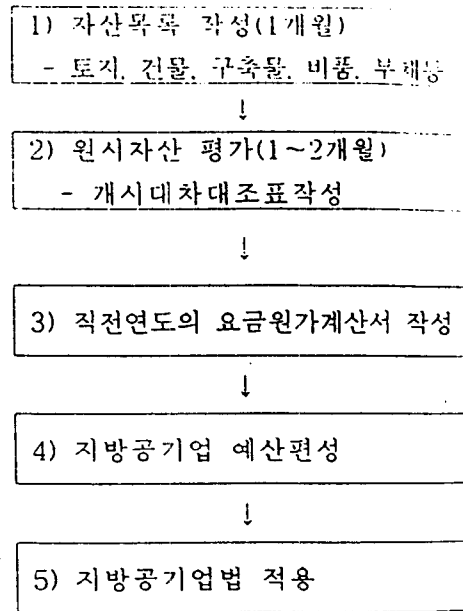 1) 자산목록 작성(1개월)
- 토지, 건물, 구축물, 비품, 부채등
↓
2) 원시자산 평가(1~2개월)
- 개시대차대조표작성
↓
3) 직전연도의 요금원가계산서 작성
↓
4) 지방공기업 예산편성
↓
5) 지방공기업법 적용